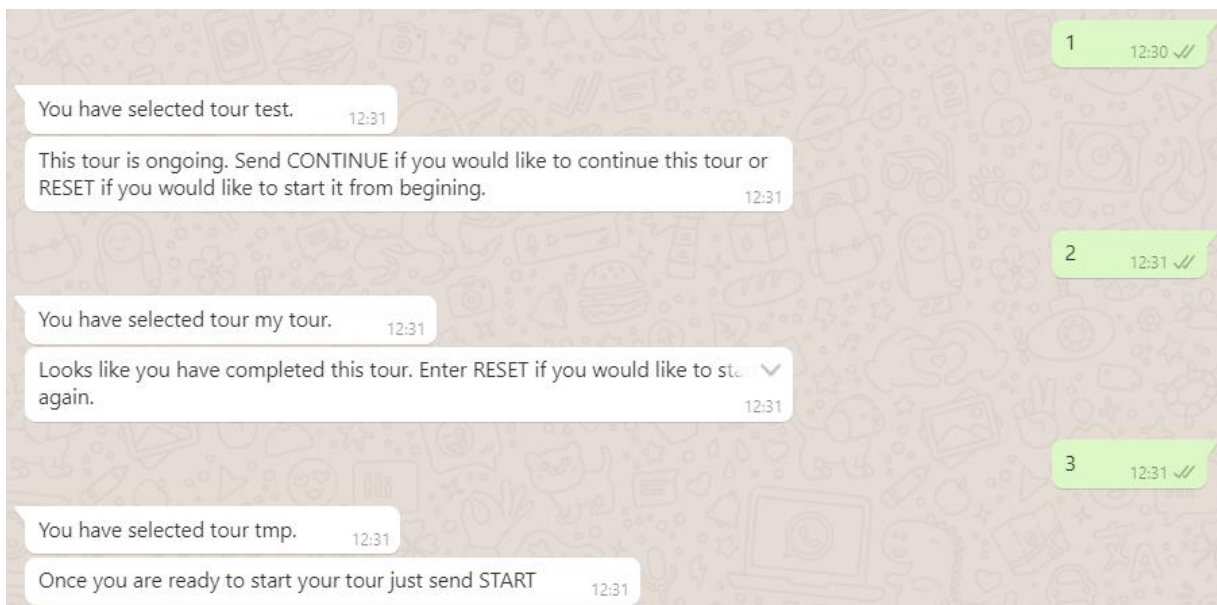 1
12:30
You have selected tour test.
12:31
This tour is ongoing. Send CONTINUE if you would like to continue this tour or
RESET if you would like to start it from begining.
12:31
2
12:31
You have selected tour my tour.
12:31
Looks like you have completed this tour. Enter RESET if you would like to
again.
12:31
3
12:31
You have selected tour tmp.
12:31
Once you are ready to start your tour just send START
12:31